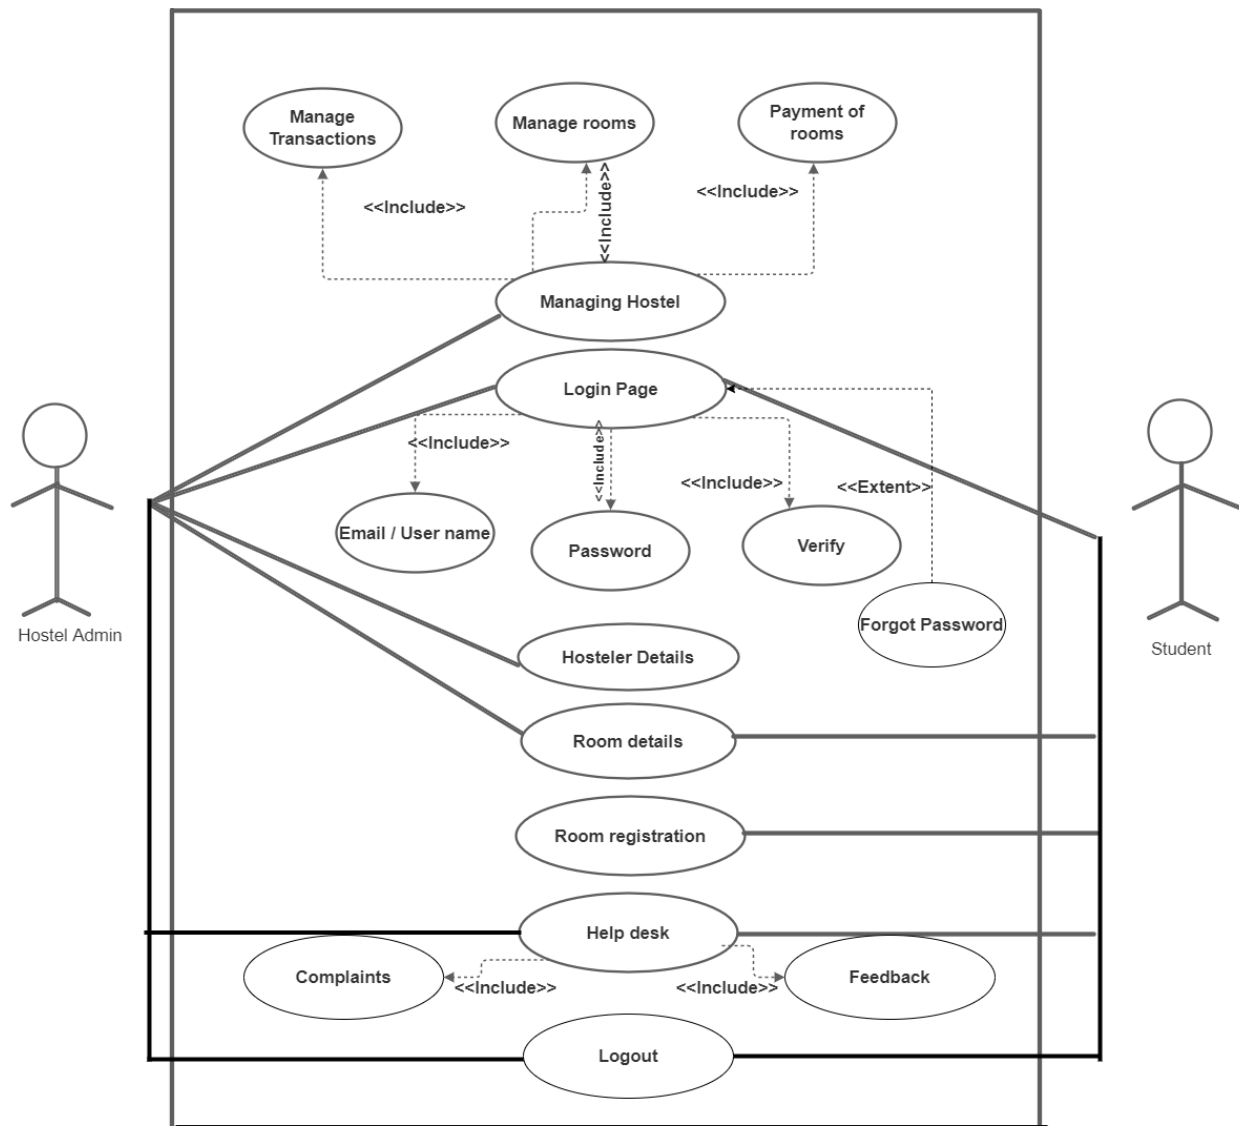 Manage
Transactions
Manage rooms
Payment of
rooms
<<Include>>
<<Include>>
<<Include>>
Managing Hostel
Login Page
<<Include>>
<<Include>>
<<Include>>
<<Extent>>
Email / User name
Password
Verify
Forgot Password
Hostel Admin
Student
Hosteler Details
Room details
Room registration
Help desk
Complaints
<<Include>>
<<Include>>
Feedback
Logout